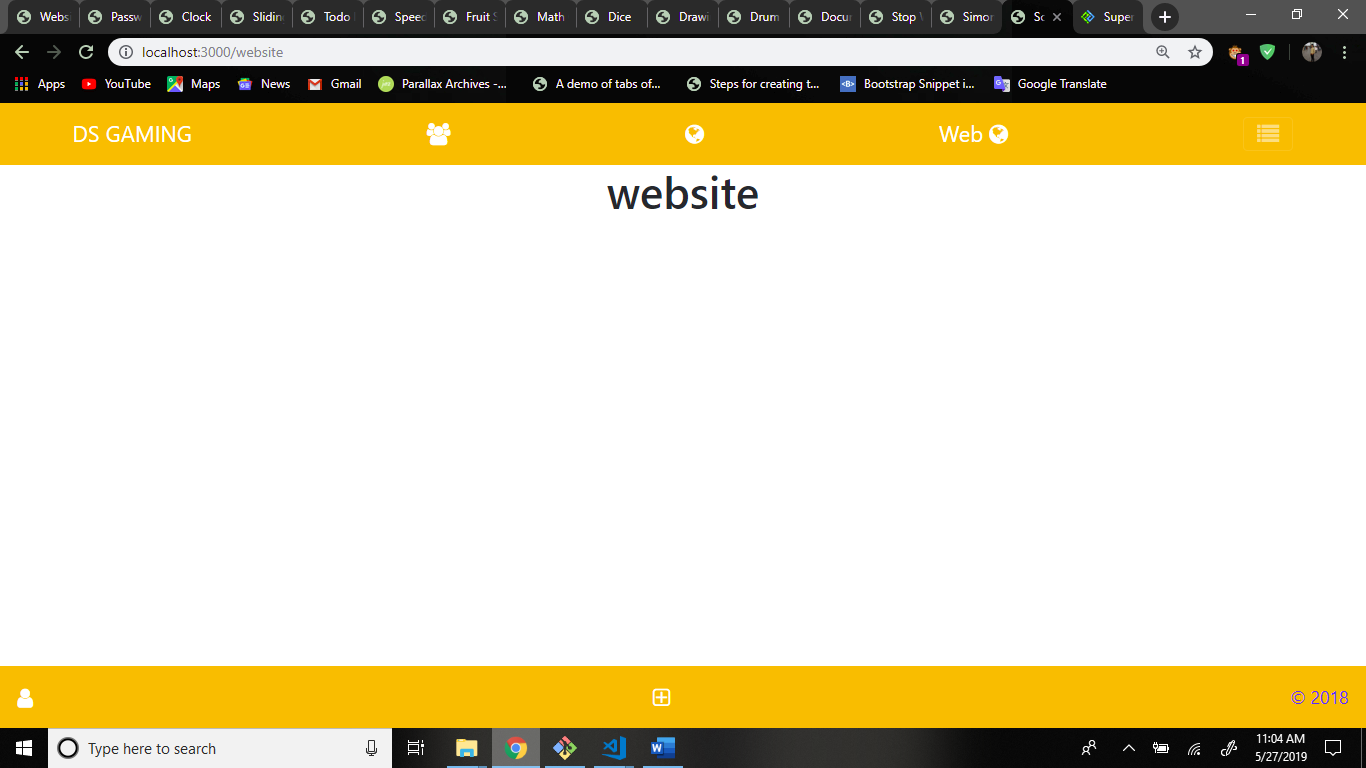 Websi Passw Clock Slidin Todo Speed Fruit S Math Dice Drawi Drum Docu Stop Simon Sc Super
localhost:3000/website
1
Apps YouTube Maps News Gmail Parallax Archives -... A demo of tabs of... Steps for creating t... <B> Bootstrap Snippet i... Google Translate
DS GAMING Web
website
© 2018
Type here to search
11:04 AM
5/27/2019